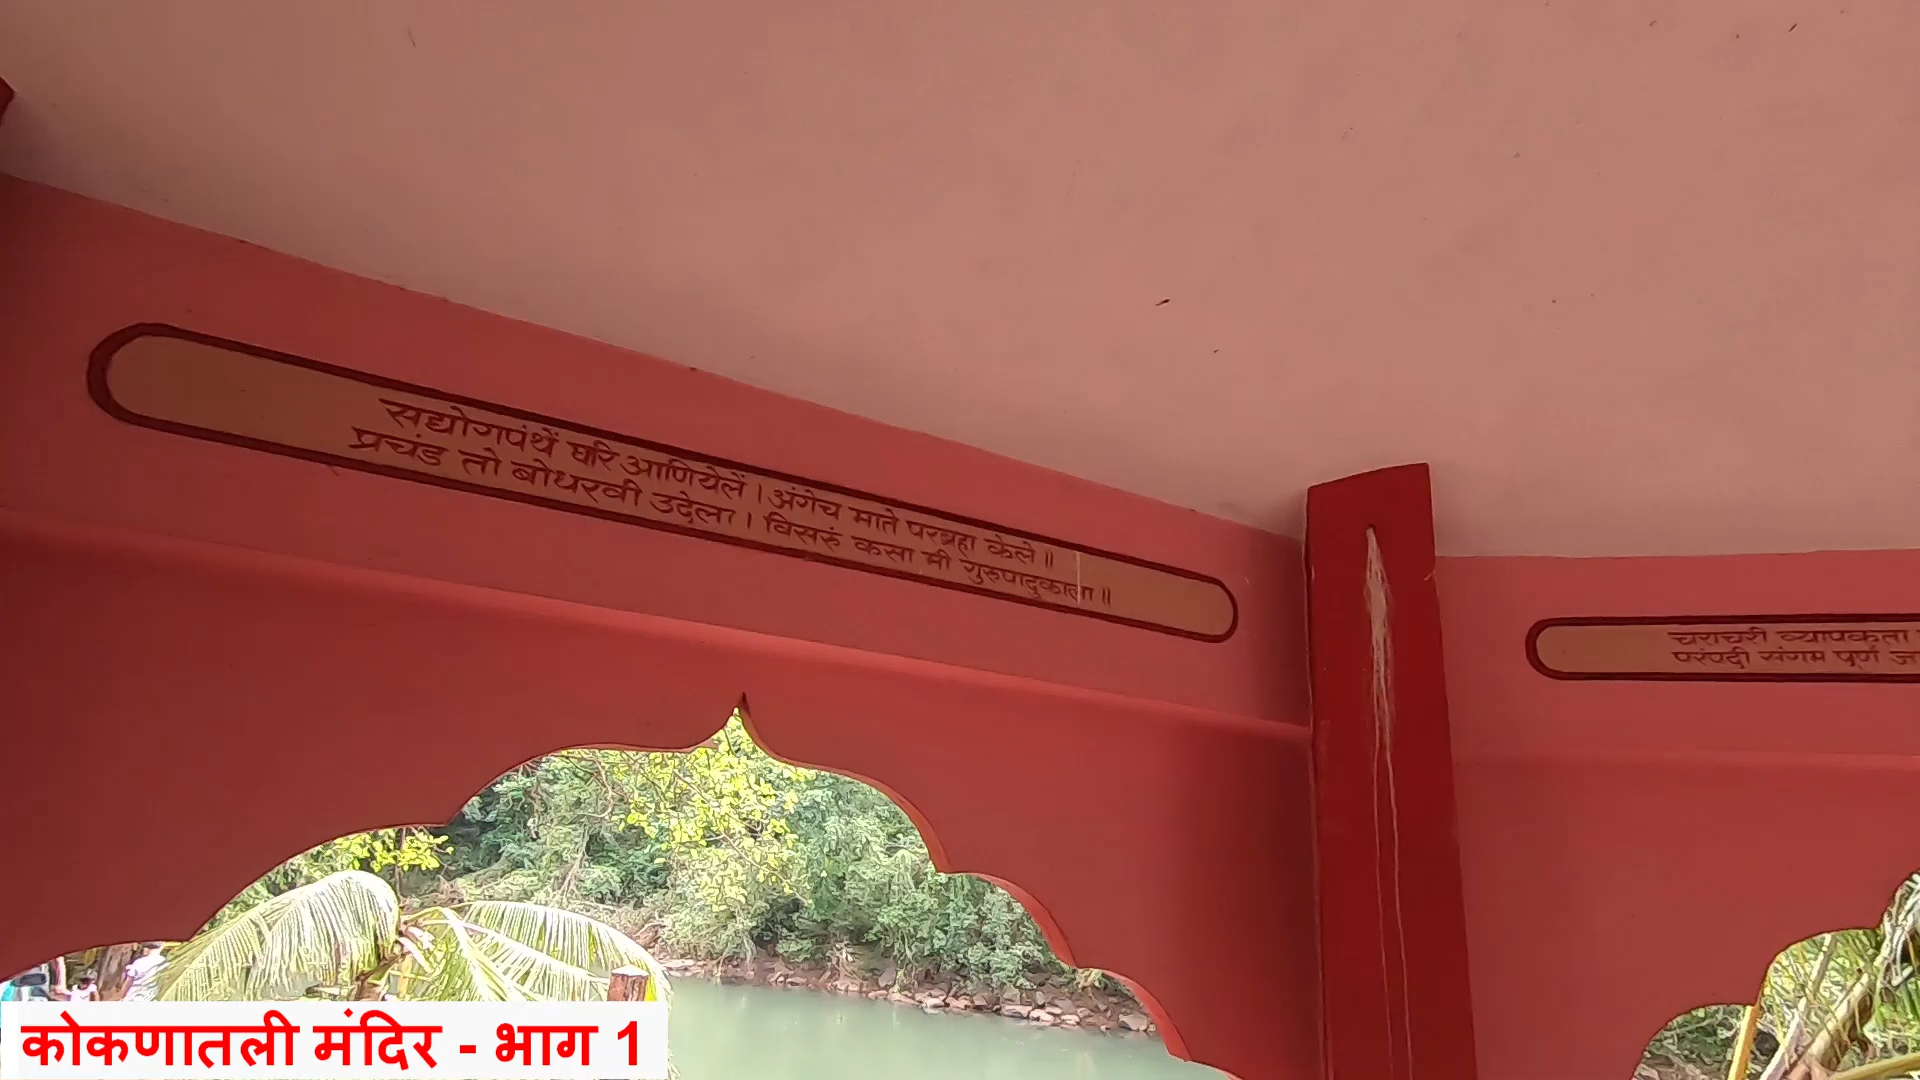 सद्योगपंथें घरि आणियेलें । अंगेच माते परब्रह्म केले ॥
प्रचंड तो बोधरवी उदेला । विसरुं कसा मी गुरुपादुकाला ॥
चराचरी व्यापकता
परंपदी संगम पूर्ण
कोकणातली मंदिर - भाग 1